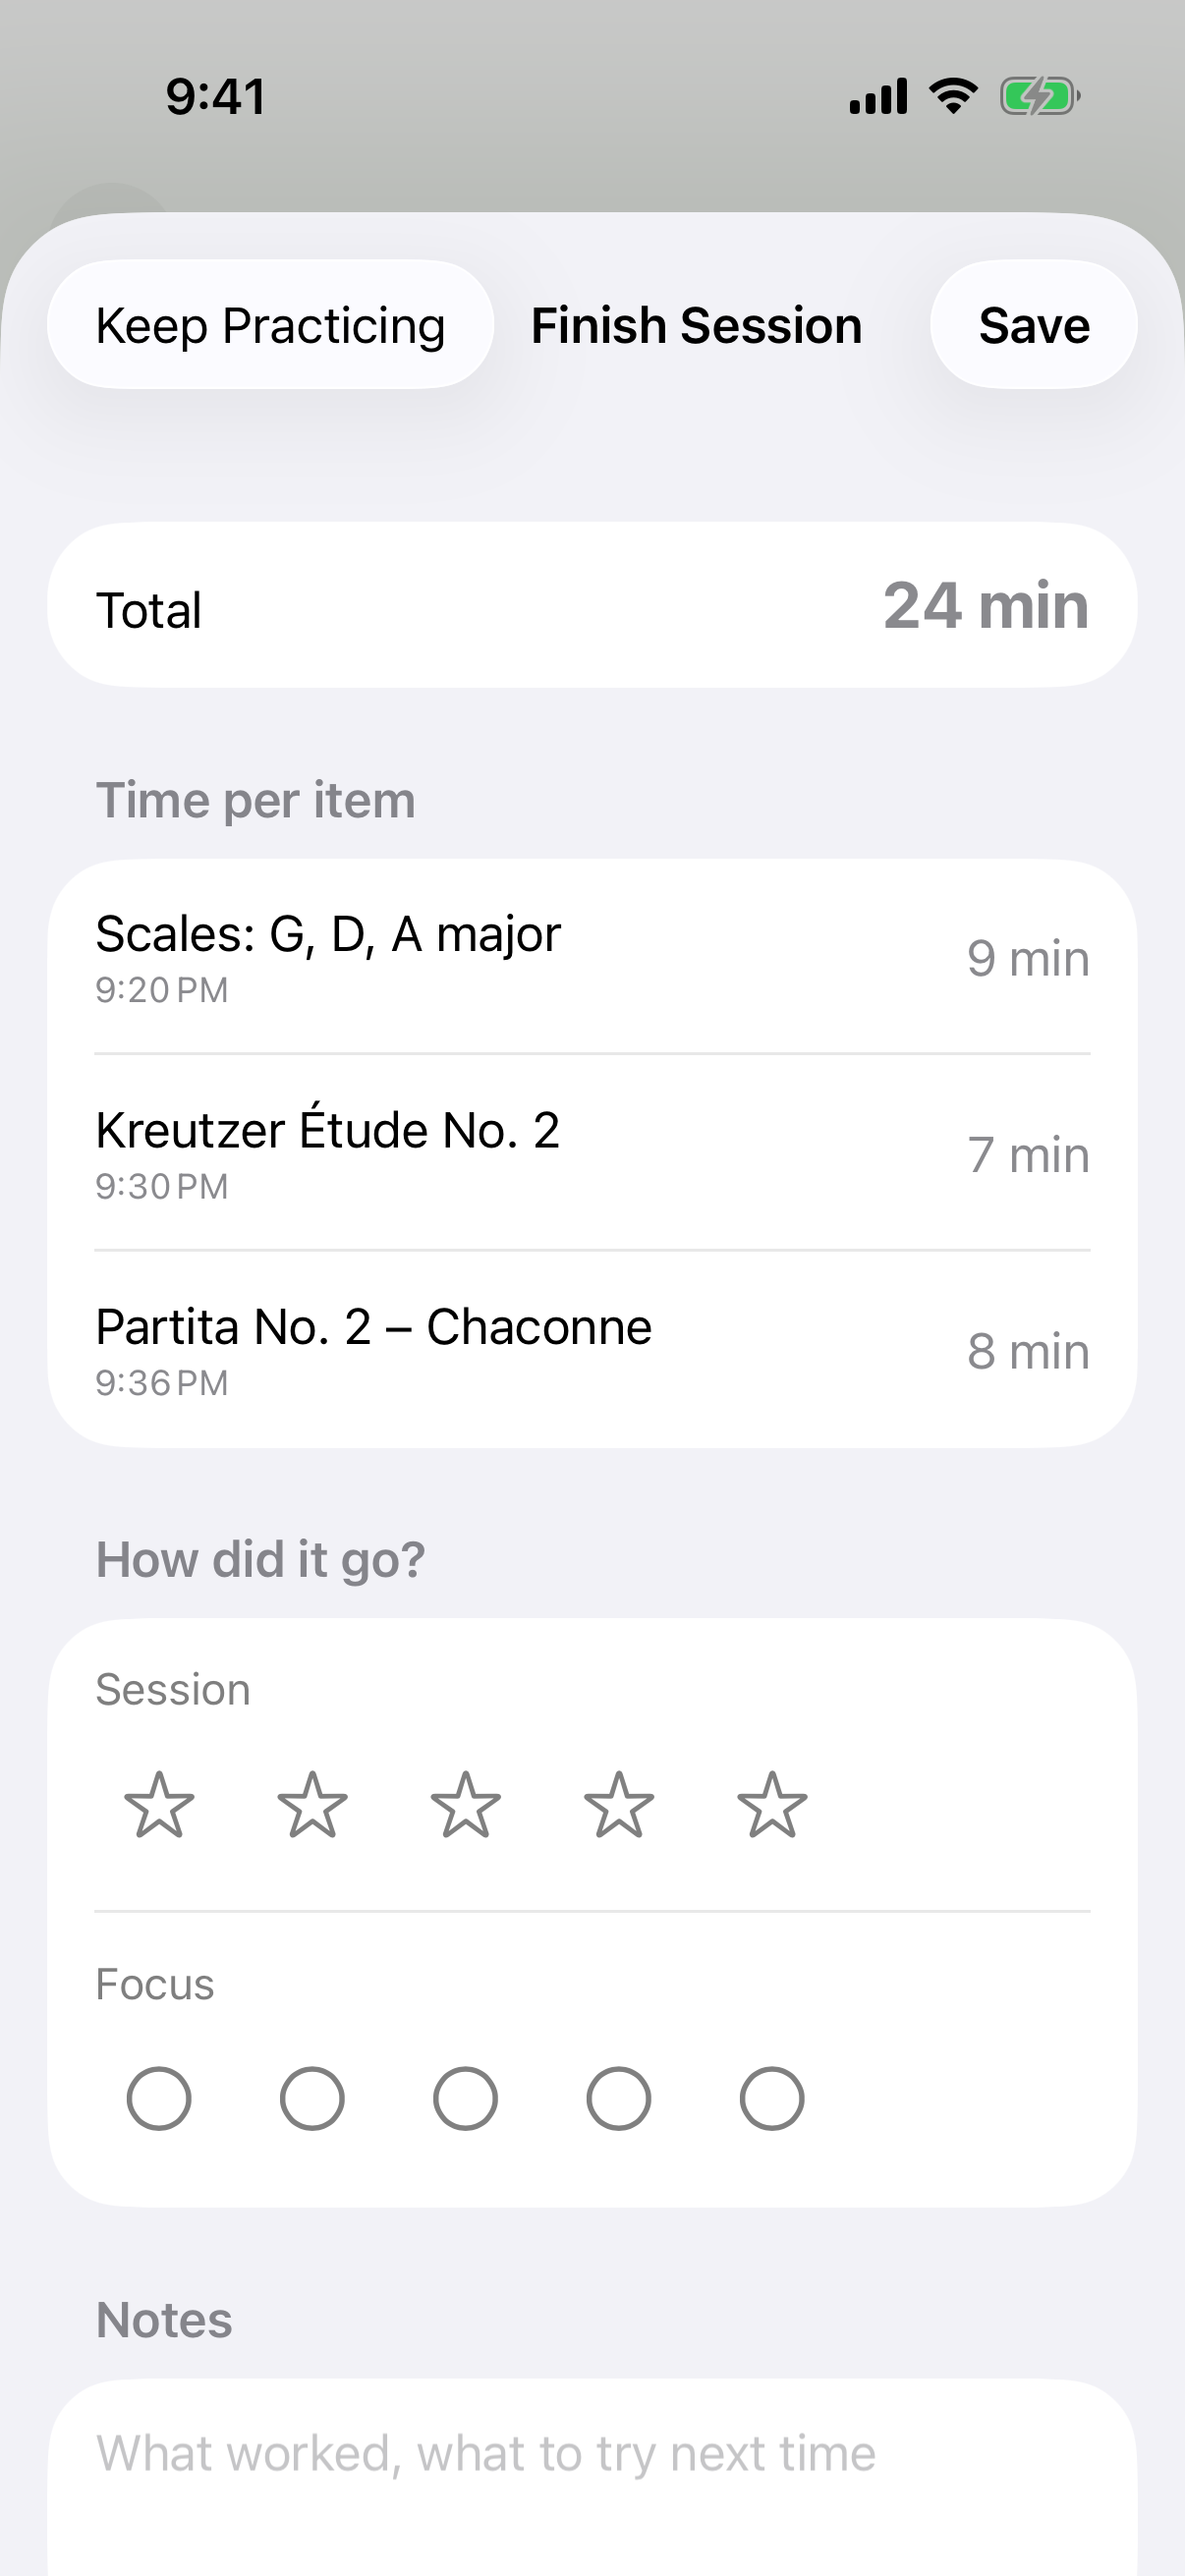 9:41
Keep Practicing
Finish Session
Save
Total
24 min
Time per item
Scales: G, D, A major
9:20 PM
9 min
Kreutzer Étude No. 2
9:30 PM
7 min
Partita No. 2 – Chaconne
9:36 PM
8 min
How did it go?
Session
Focus
Notes
What worked, what to try next time